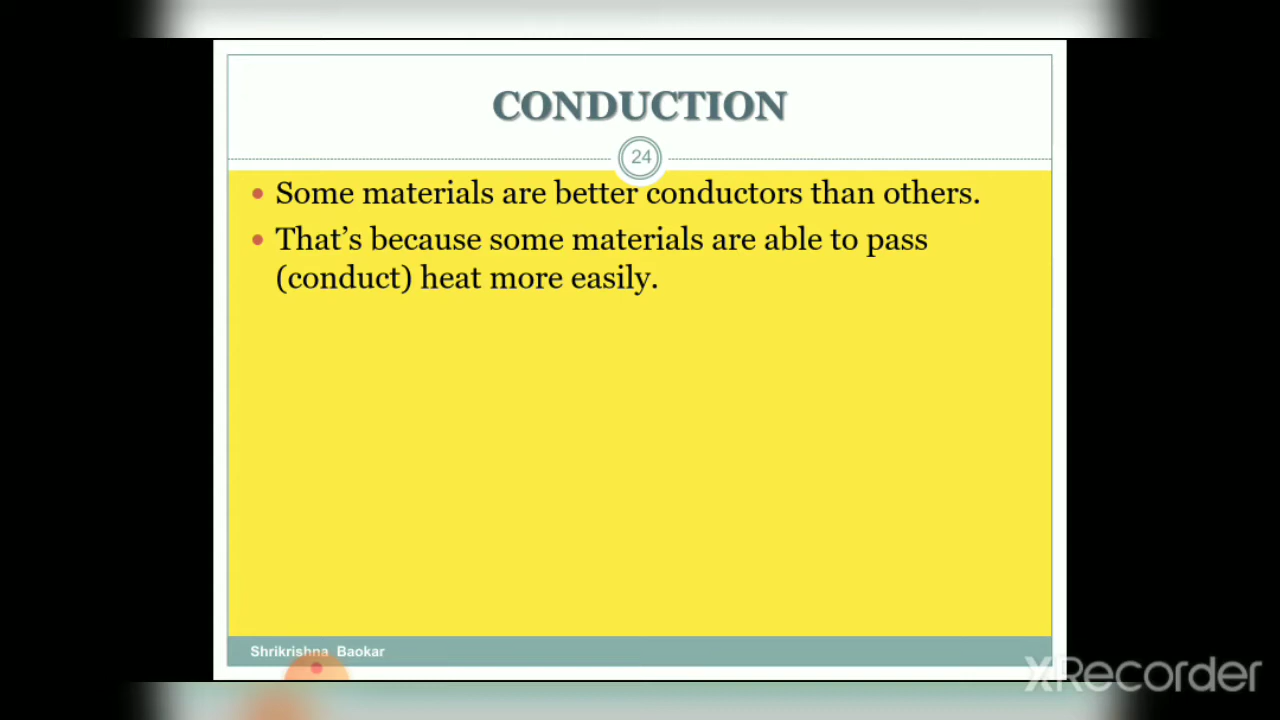 CONDUCTION
24
• Some materials are better conductors than others.
• That’s because some materials are able to pass
(conduct) heat more easily.
Shrikrishna Baokar
XRecorder